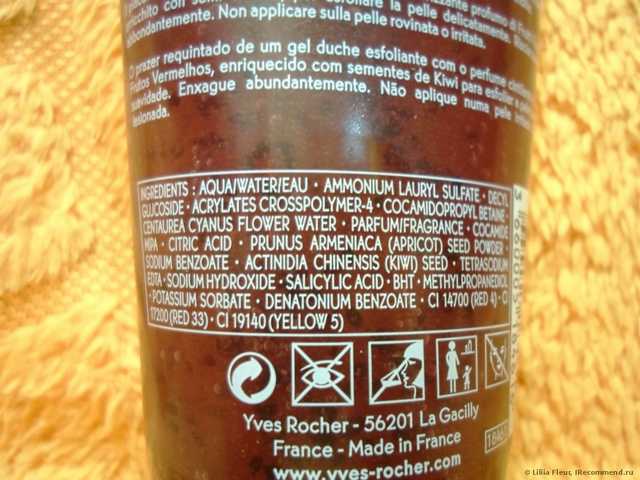 arricchito con semi
abbondantemente. Non applicare sulla pelle rovinata o irritata.
O prazer requintado de um gel duche esfoliante com o perfume
Frutos Vermelhos, enriquecido com sementes de Kiwi para esfoliar a
suavidade. Enxague abundantemente. Não aplique numa pele
lesionada.
INGREDIENTS : AQUA/WATER/EAU · AMMONIUM LAURYL SULFATE · DECYL
GLUCOSIDE · ACRYLATES CROSSPOLYMER-4 · COCAMIDOPROPYL BETAINE ·
CENTAUREA CYANUS FLOWER WATER · PARFUM/FRAGRANCE · COCAMIDE
MIPA · CITRIC ACID · PRUNUS ARMENIACA (APRICOT) SEED POWDER ·
SODIUM BENZOATE · ACTINIDIA CHINENSIS (KIWI) SEED · TETRASODIUM
EDTA · SODIUM HYDROXIDE · SALICYLIC ACID · BHT · METHYLPROPANEDIOL
· POTASSIUM SORBATE · DENATONIUM BENZOATE · CI 14700 (RED 4) · CI
17200 (RED 33) · CI 19140 (YELLOW 5)
Yves Rocher - 56201 La Gacilly
France - Made in France
www.yves-rocher.com
© Liliia Fleur, IRecommend.ru